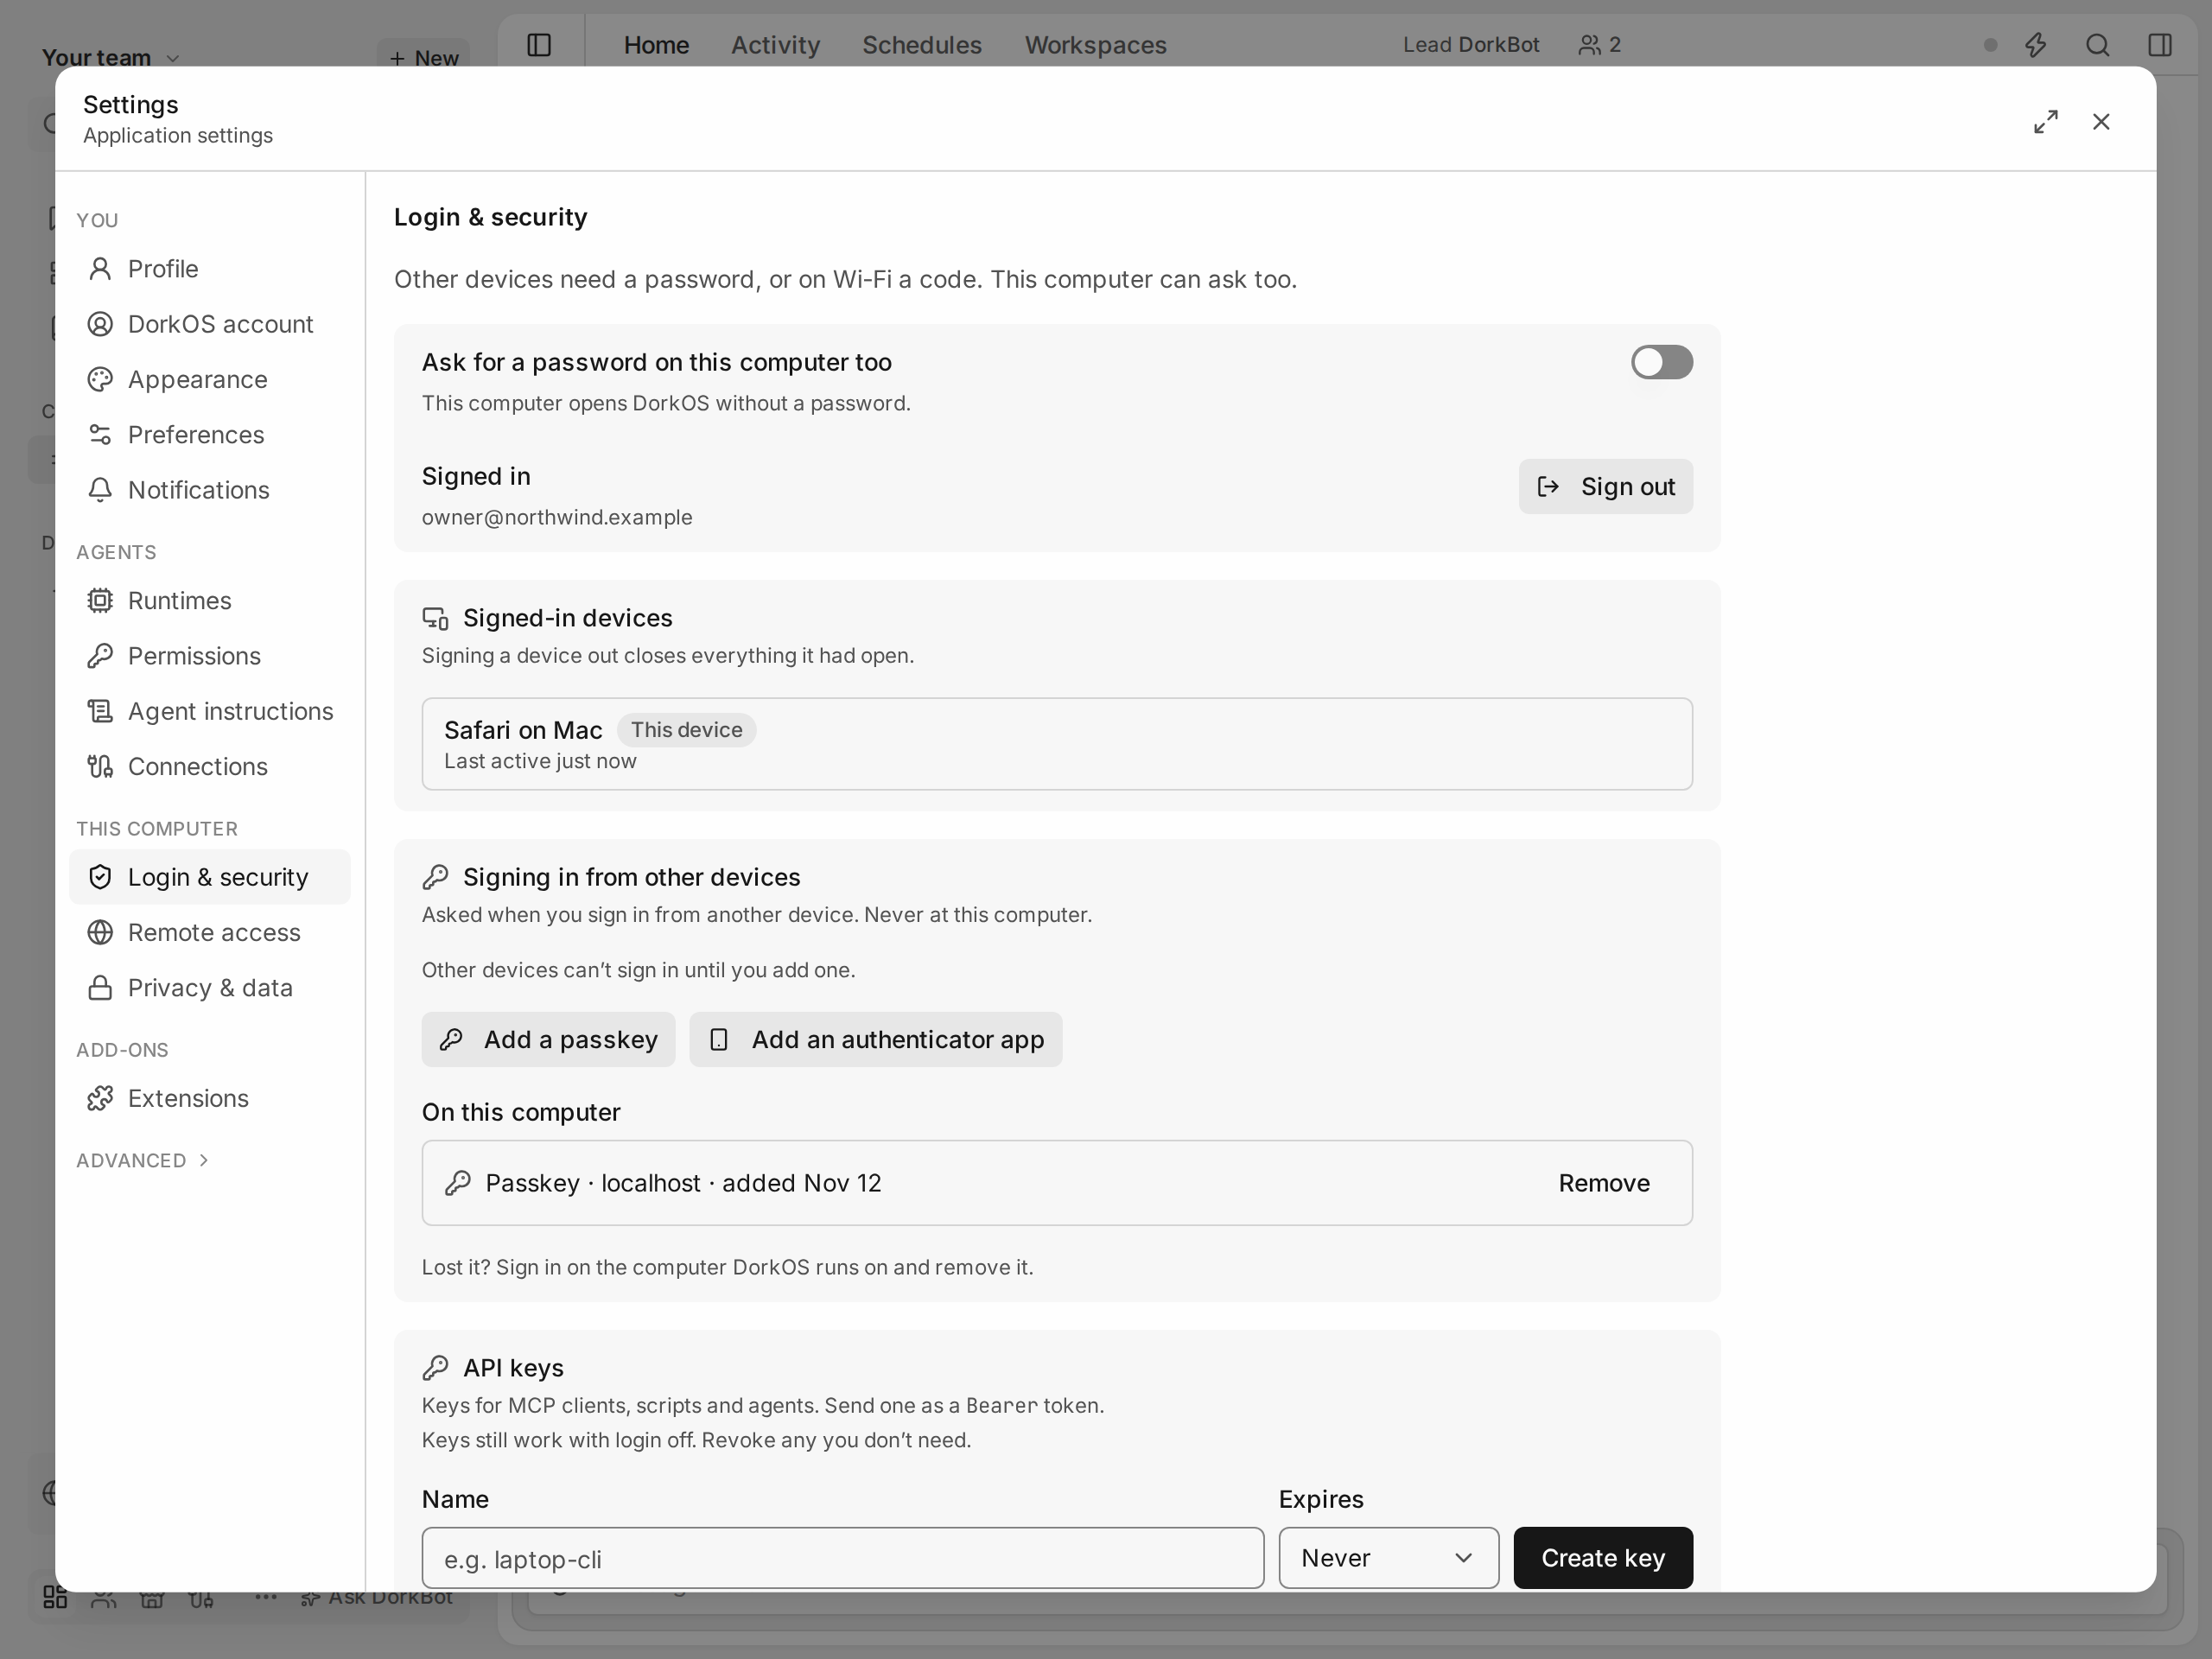 Your team
New
Home
Activity
Schedules
Workspaces
Lead DorkBot
2
Settings
Application settings
YOU
Profile
DorkOS account
Appearance
Preferences
Notifications
AGENTS
Runtimes
Permissions
Agent instructions
Connections
THIS COMPUTER
Login & security
Remote access
Privacy & data
ADD-ONS
Extensions
ADVANCED
Login & security
Other devices need a password, or on Wi-Fi a code. This computer can ask too.
Ask for a password on this computer too
This computer opens DorkOS without a password.
Signed in
owner@northwind.example
Sign out
Signed-in devices
Signing a device out closes everything it had open.
Safari on Mac
This device
Last active just now
Signing in from other devices
Asked when you sign in from another device. Never at this computer.
Other devices can’t sign in until you add one.
Add a passkey
Add an authenticator app
On this computer
Passkey · localhost · added Nov 12
Remove
Lost it? Sign in on the computer DorkOS runs on and remove it.
API keys
Keys for MCP clients, scripts and agents. Send one as a Bearer token.
Keys still work with login off. Revoke any you don’t need.
Name
Expires
e.g. laptop-cli
Never
Create key
Ask DorkBot